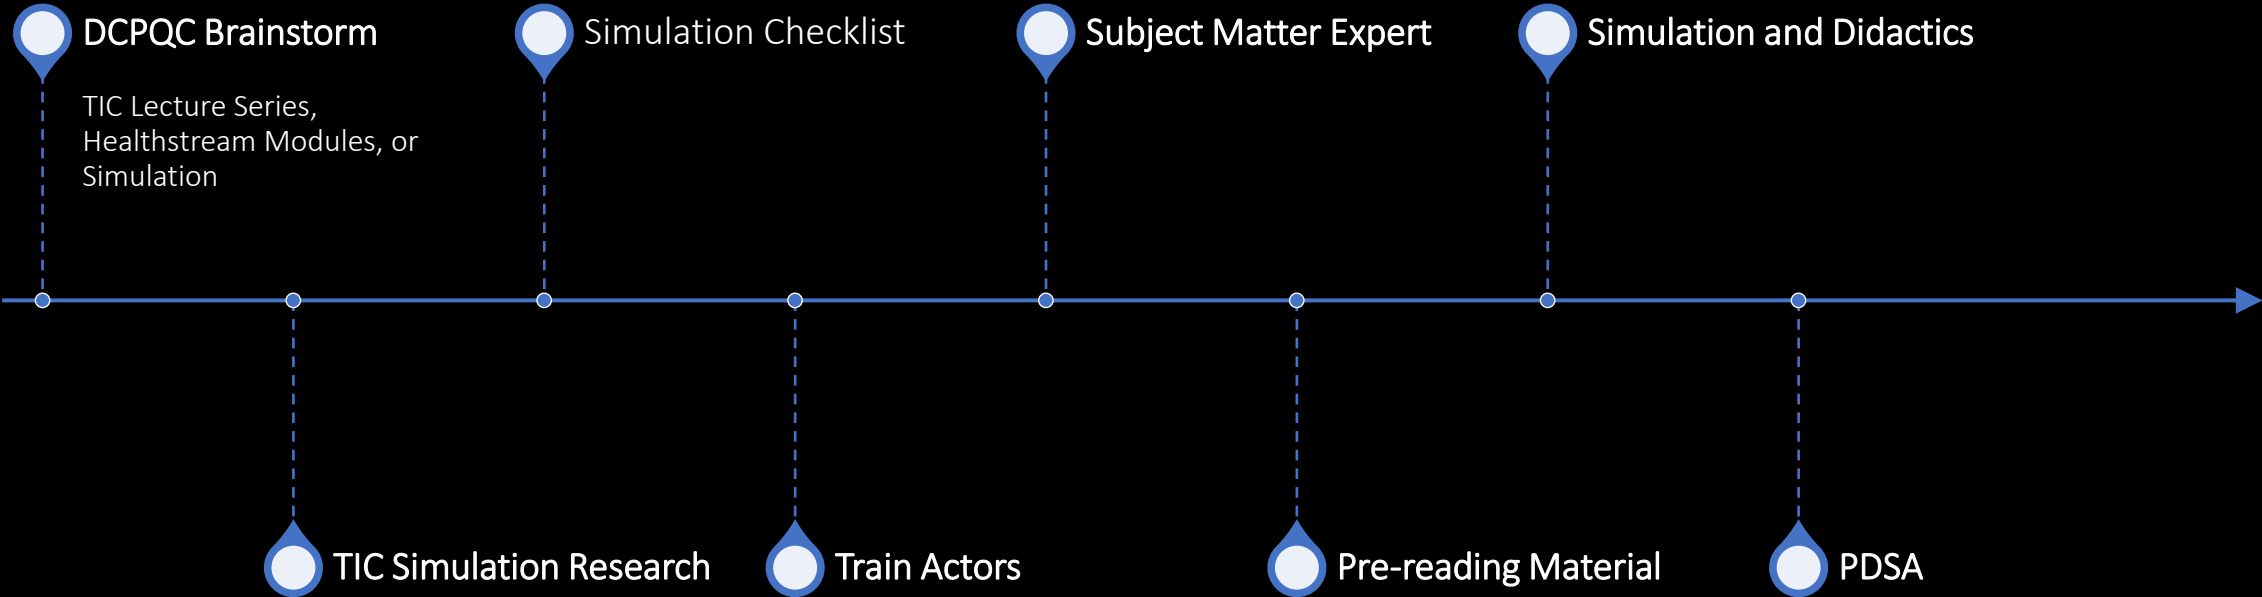 DCPQC Brainstorm
TIC Lecture Series,
Healthstream Modules, or
Simulation
Simulation Checklist
Subject Matter Expert
Simulation and Didactics
TIC Simulation Research
Train Actors
Pre-reading Material
PDSA